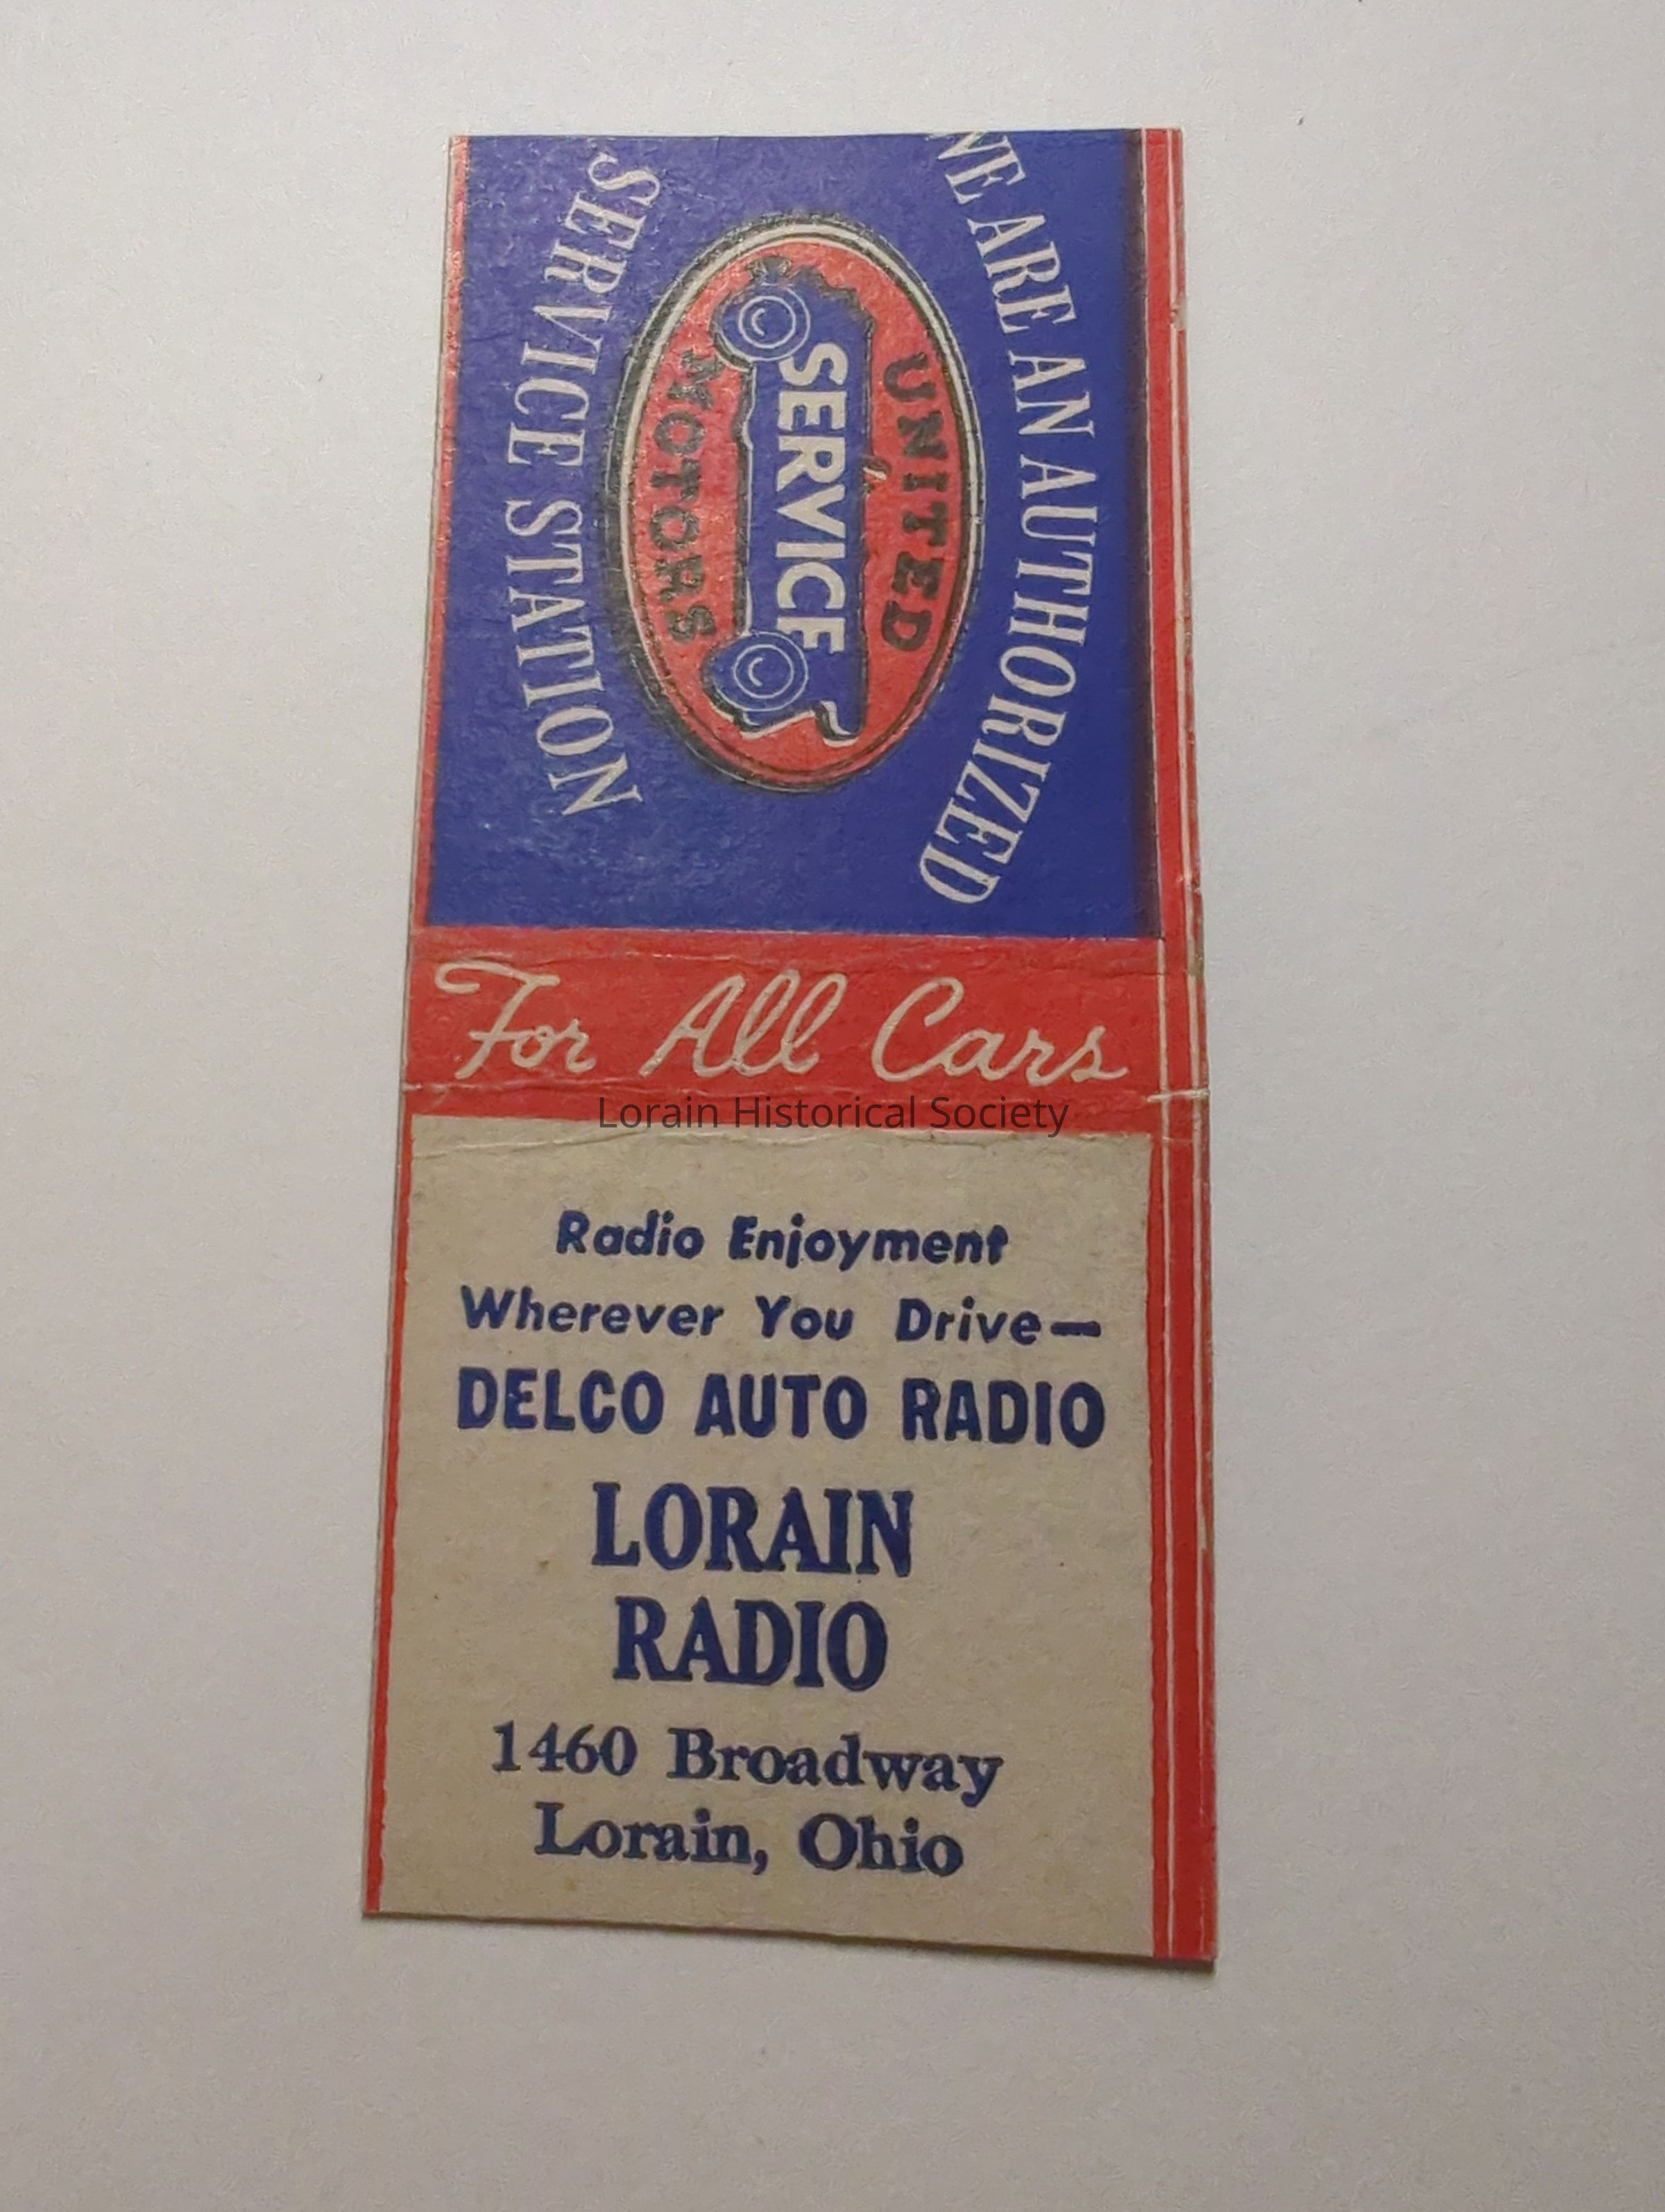 WE ARE AN AUTHORIZED
UNITED
SERVICE
MOTORS
SERVICE STATION
For All Cars
Lorain Historical Society
Radio Enjoyment
Wherever You Drive—
DELCO AUTO RADIO
LORAIN
RADIO
1460 Broadway
Lorain, Ohio